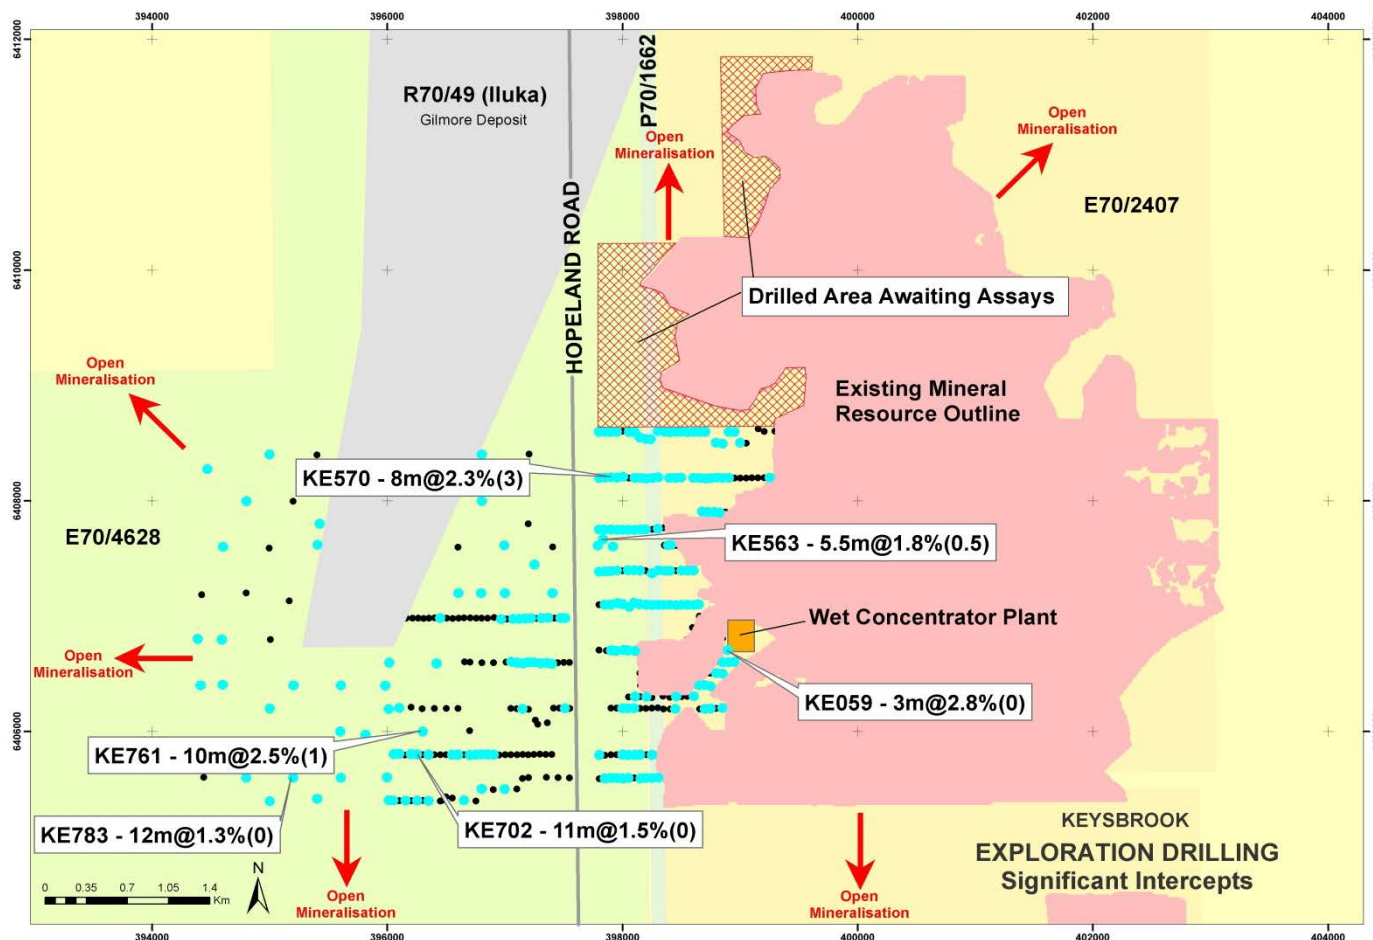 394000
396000
398000
400000
402000
404000
6412000
6410000
6408000
6406000
R70/49 (Iluka)
Gilmore Deposit
P70/1662
HOPELAND ROAD
Open
Mineralisation
Open
Mineralisation
E70/2407
Drilled Area Awaiting Assays
Existing Mineral
Resource Outline
Open
Mineralisation
KE570 - 8m@2.3%(3)
E70/4628
KE563 - 5.5m@1.8%(0.5)
Wet Concentrator Plant
Open
Mineralisation
KE059 - 3m@2.8%(0)
KE761 - 10m@2.5%(1)
KE783 - 12m@1.3%(0)
KE702 - 11m@1.5%(0)
KEYSBROOK
EXPLORATION DRILLING
Significant Intercepts
N
0 0.35 0.7 1.05 1.4
Km
Open
Mineralisation
Open
Mineralisation
394000
396000
398000
400000
402000
404000